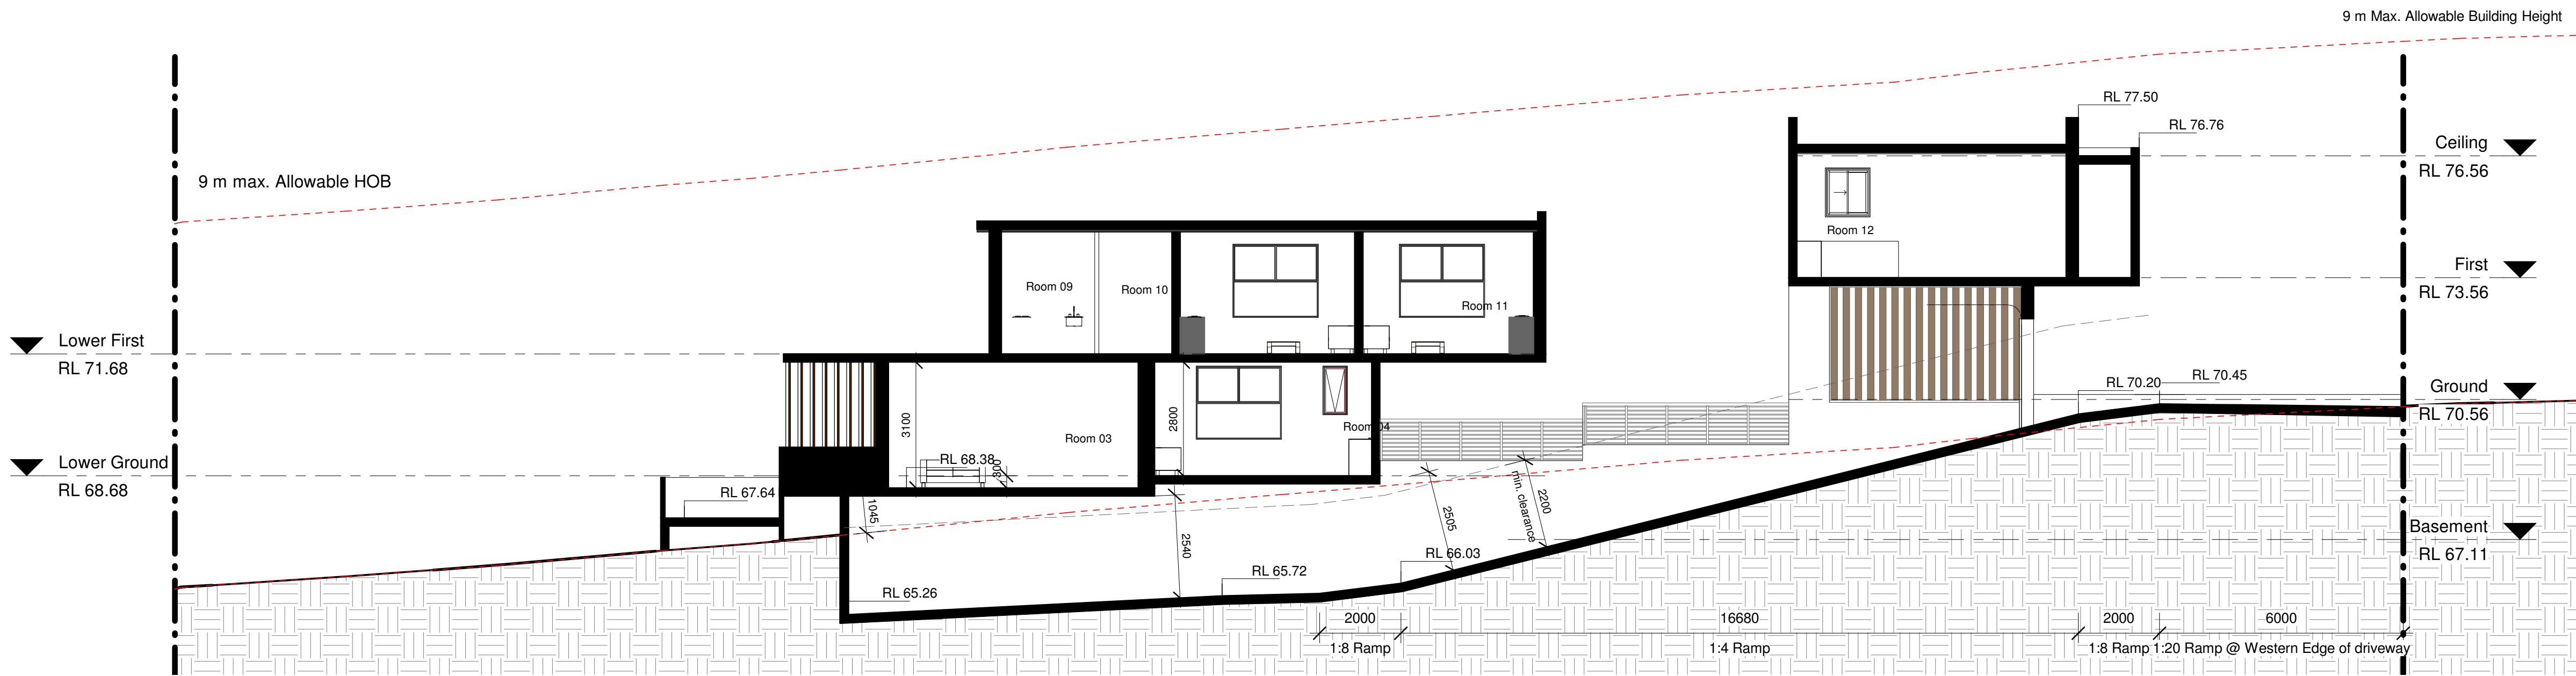 9 m Max. Allowable Building Height
RL 77.50
RL 76.76
Ceiling
RL 76.56
9 m max. Allowable HOB
Room 12
First
RL 73.56
Room 09
Room 10
Room 11
Lower First
RL 71.68
RL 70.20
RL 70.45
Ground
RL 70.56
3100
2800
Room 03
Room 04
Lower Ground
RL 68.68
RL 68.38
300
RL 67.64
1045
2540
2505
2200
min. clearance
Basement
RL 67.11
RL 66.03
RL 65.72
RL 65.26
2000
16680
2000
6000
1:8 Ramp
1:4 Ramp
1:8 Ramp
1:20 Ramp @ Western Edge of driveway